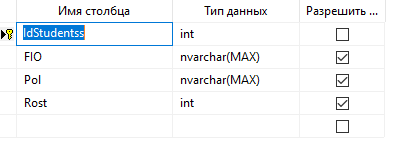 Имя столбца Тип данных Разрешить ...
IdStudentss int
FIO nvarchar(MAX)
Pol nvarchar(MAX)
Rost int